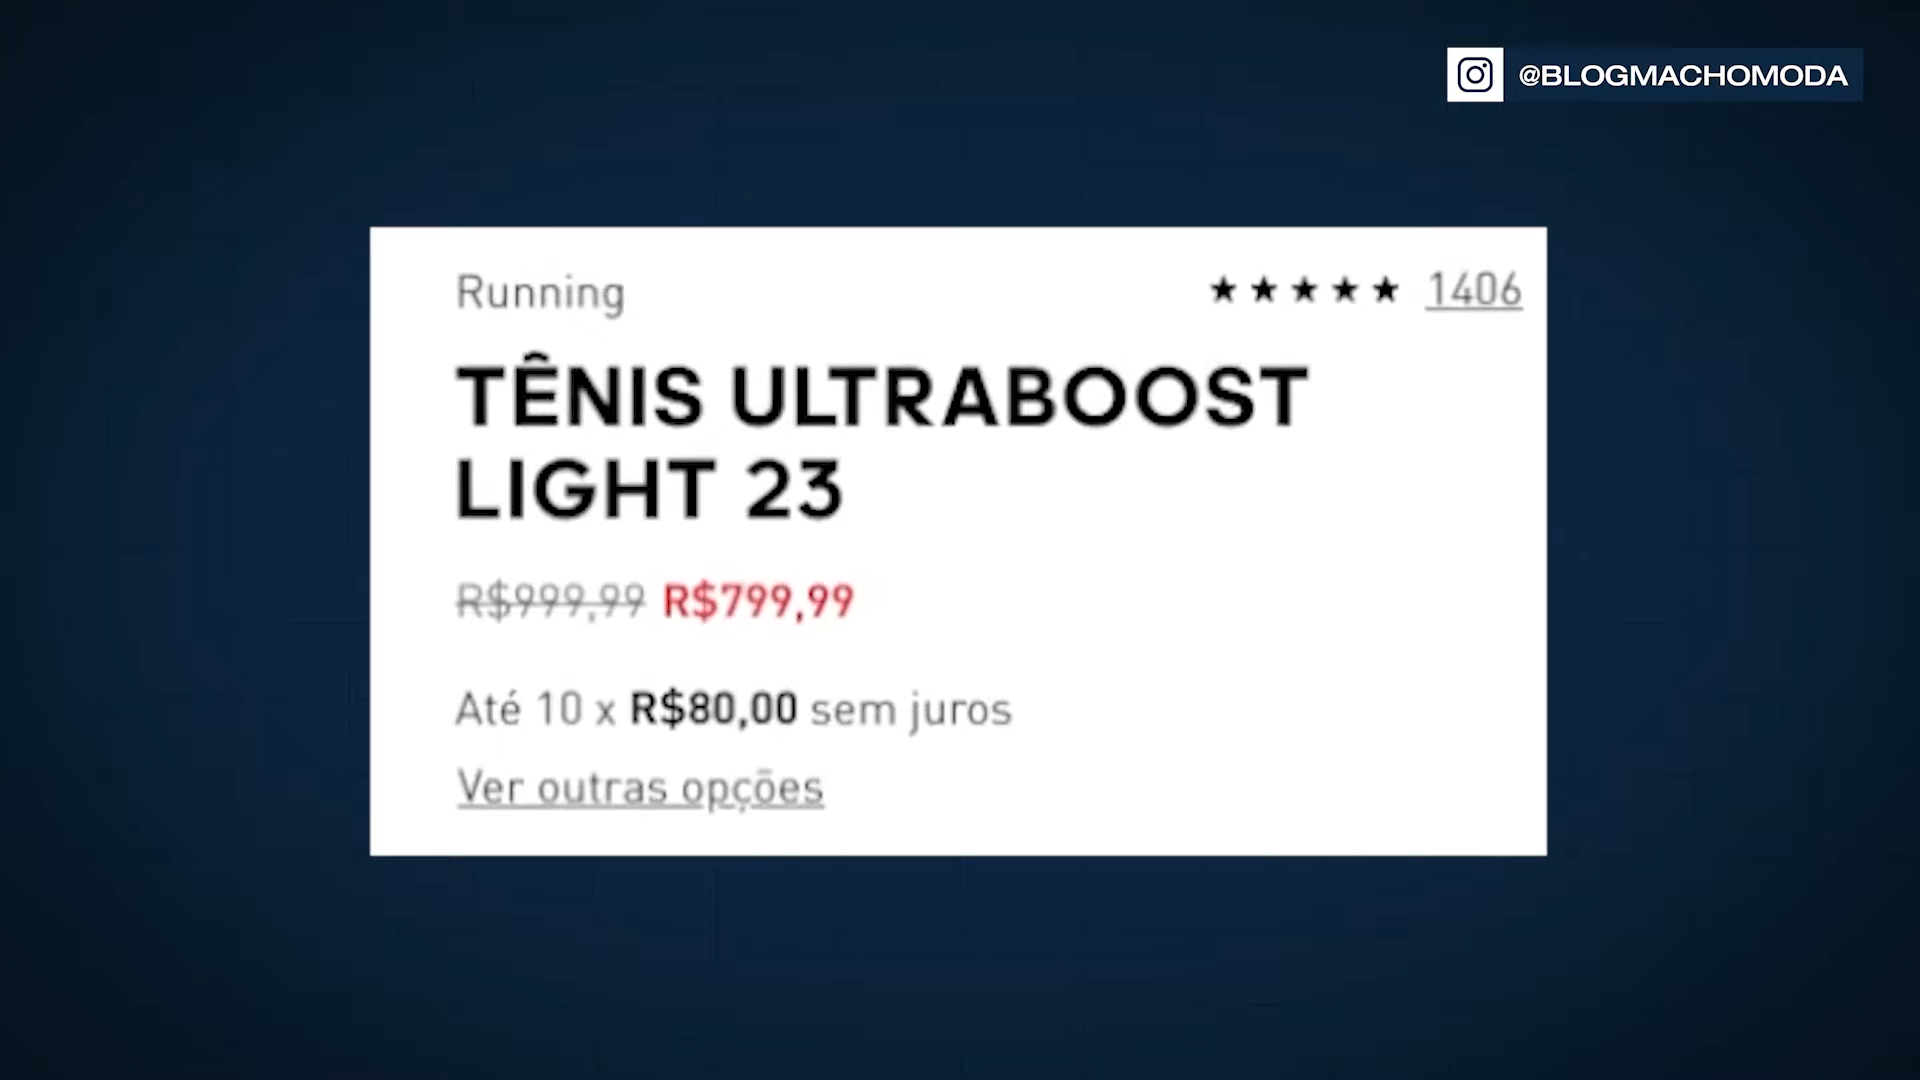 @BLOGMACHOMODA
Running
★★★★★ 1406
TÊNIS ULTRABOOST
LIGHT 23
R$999,99 R$799,99
Até 10 x R$80,00 sem juros
Ver outras opções